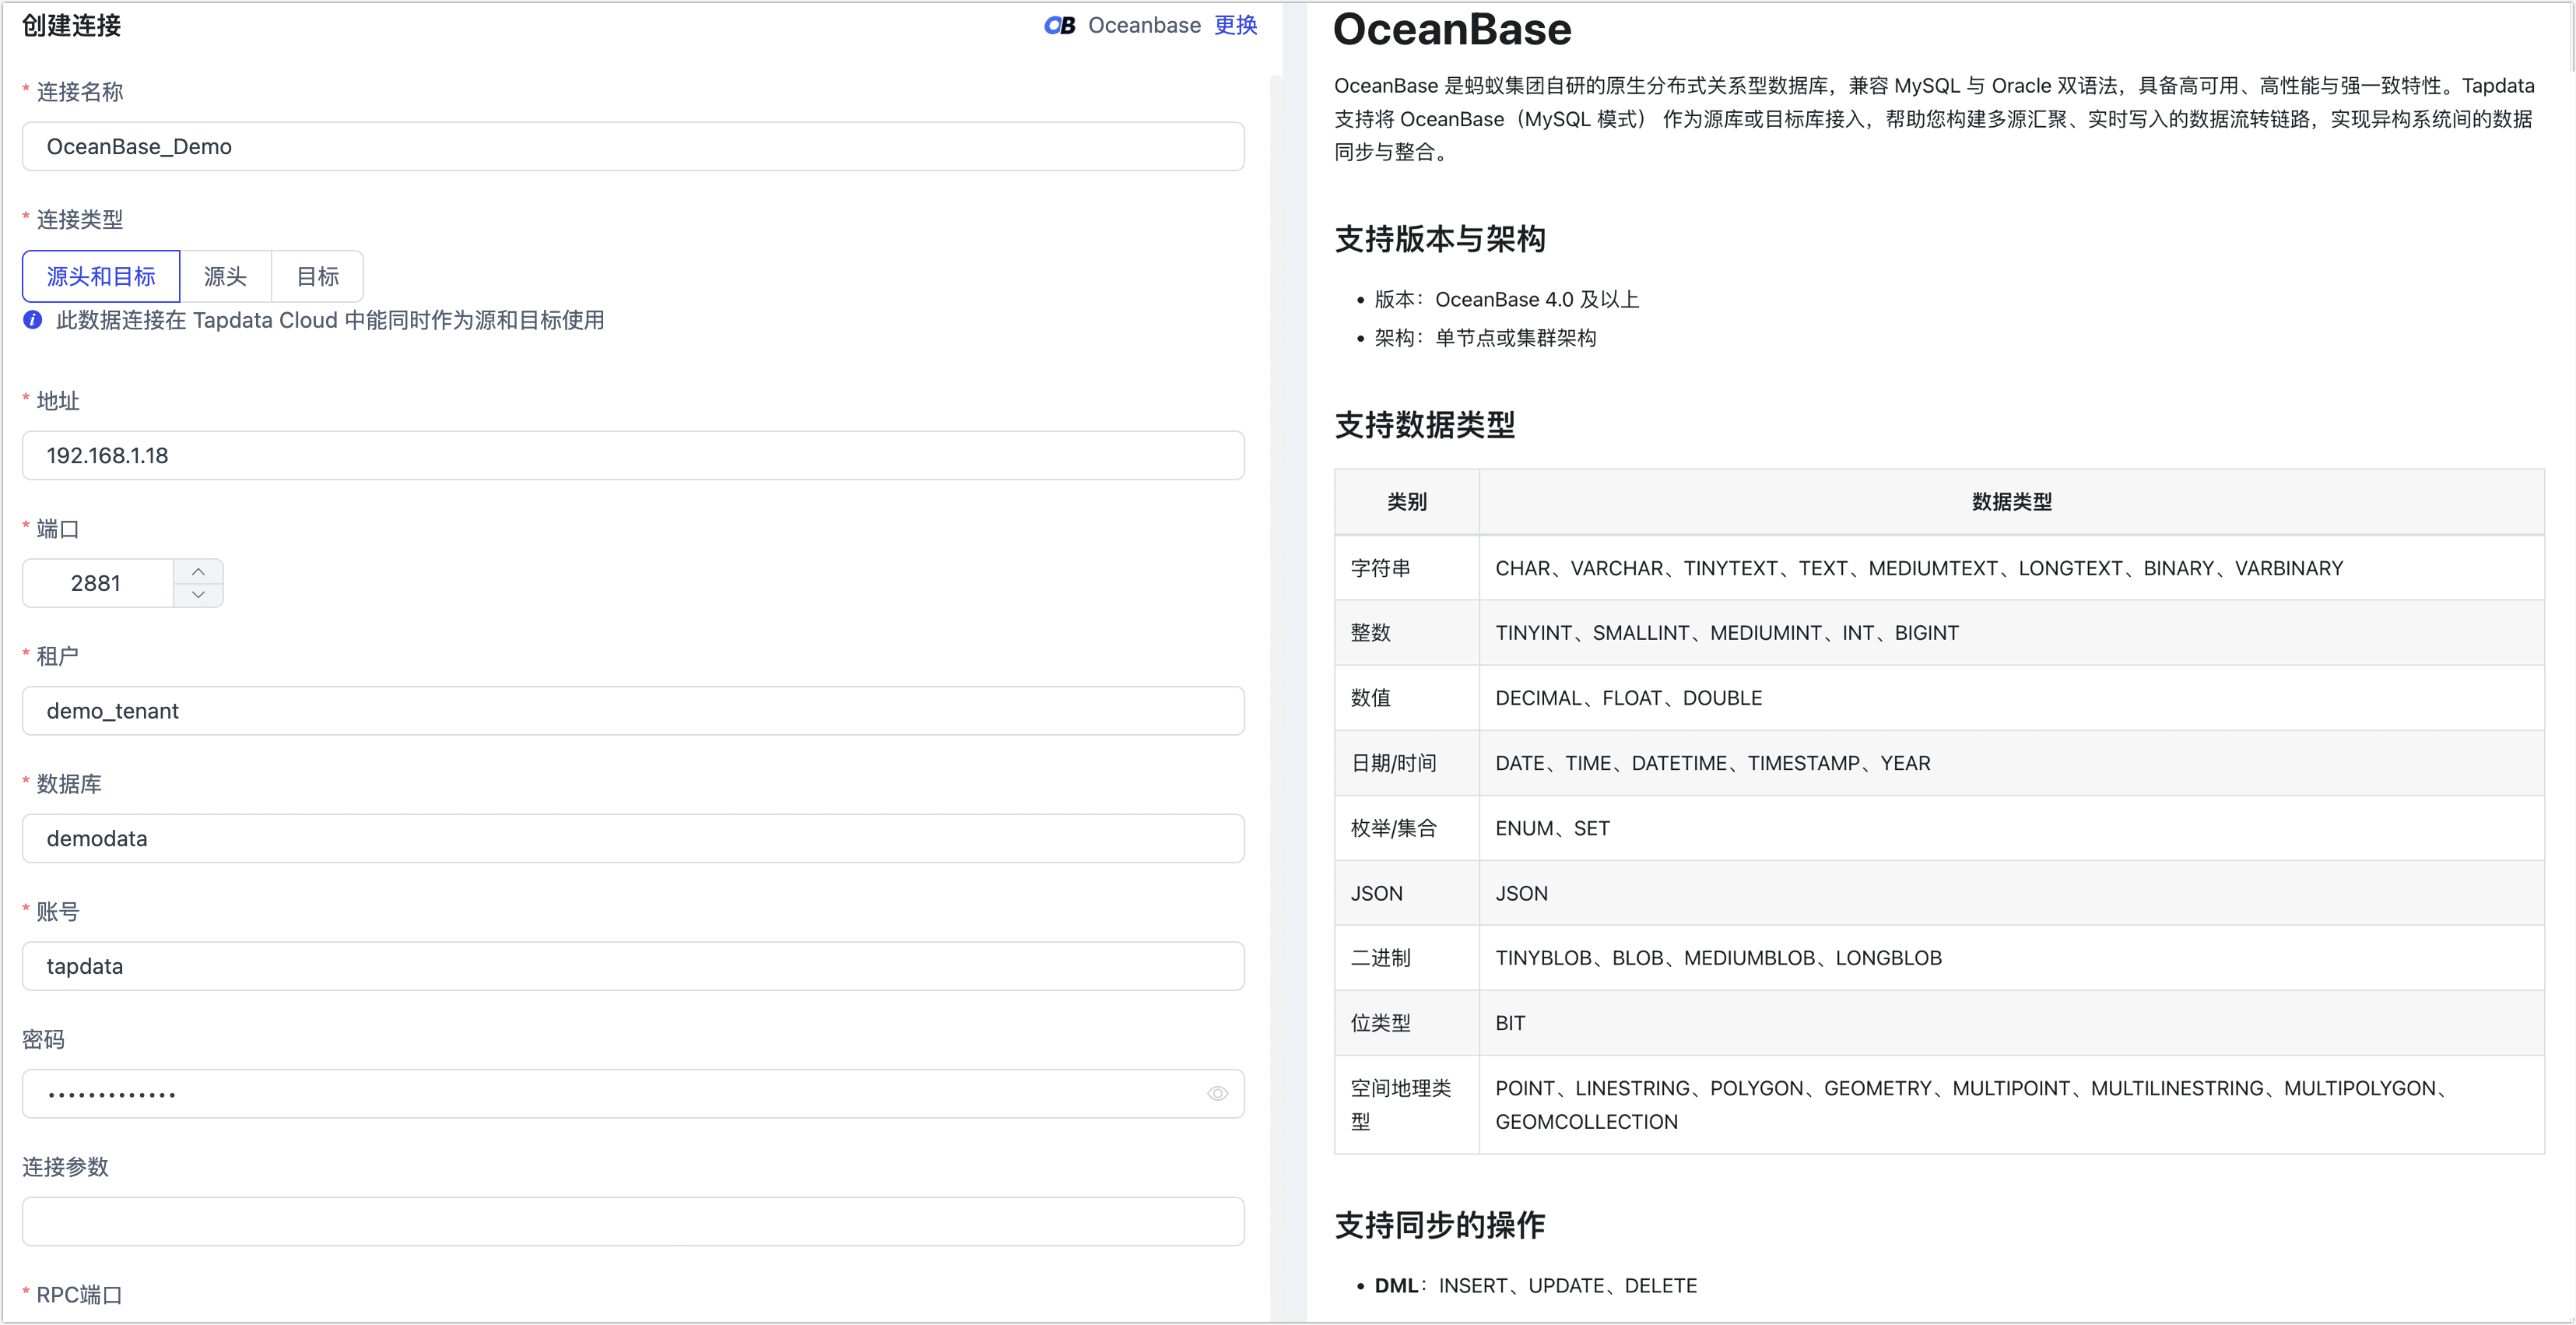 创建连接
OB Oceanbase 更换
* 连接名称
OceanBase_Demo
* 连接类型
源头和目标 源头 目标
i 此数据连接在 Tapdata Cloud 中能同时作为源和目标使用
* 地址
192.168.1.18
* 端口
2881
* 租户
demo_tenant
* 数据库
demodata
* 账号
tapdata
密码
•••••••••••••
连接参数
* RPC端口
OceanBase
OceanBase 是蚂蚁集团自研的原生分布式关系型数据库，兼容 MySQL 与 Oracle 双语法，具备高可用、高性能与强一致特性。Tapdata
支持将 OceanBase（MySQL 模式） 作为源库或目标库接入，帮助您构建多源汇聚、实时写入的数据流转链路，实现异构系统间的数据
同步与整合。
支持版本与架构
• 版本：OceanBase 4.0 及以上
• 架构：单节点或集群架构
支持数据类型
类别 数据类型
字符串 CHAR、VARCHAR、TINYTEXT、TEXT、MEDIUMTEXT、LONGTEXT、BINARY、VARBINARY
整数 TINYINT、SMALLINT、MEDIUMINT、INT、BIGINT
数值 DECIMAL、FLOAT、DOUBLE
日期/时间 DATE、TIME、DATETIME、TIMESTAMP、YEAR
枚举/集合 ENUM、SET
JSON JSON
二进制 TINYBLOB、BLOB、MEDIUMBLOB、LONGBLOB
位类型 BIT
空间地理类 POINT、LINESTRING、POLYGON、GEOMETRY、MULTIPOINT、MULTILINESTRING、MULTIPOLYGON、
型 GEOMCOLLECTION
支持同步的操作
• DML：INSERT、UPDATE、DELETE